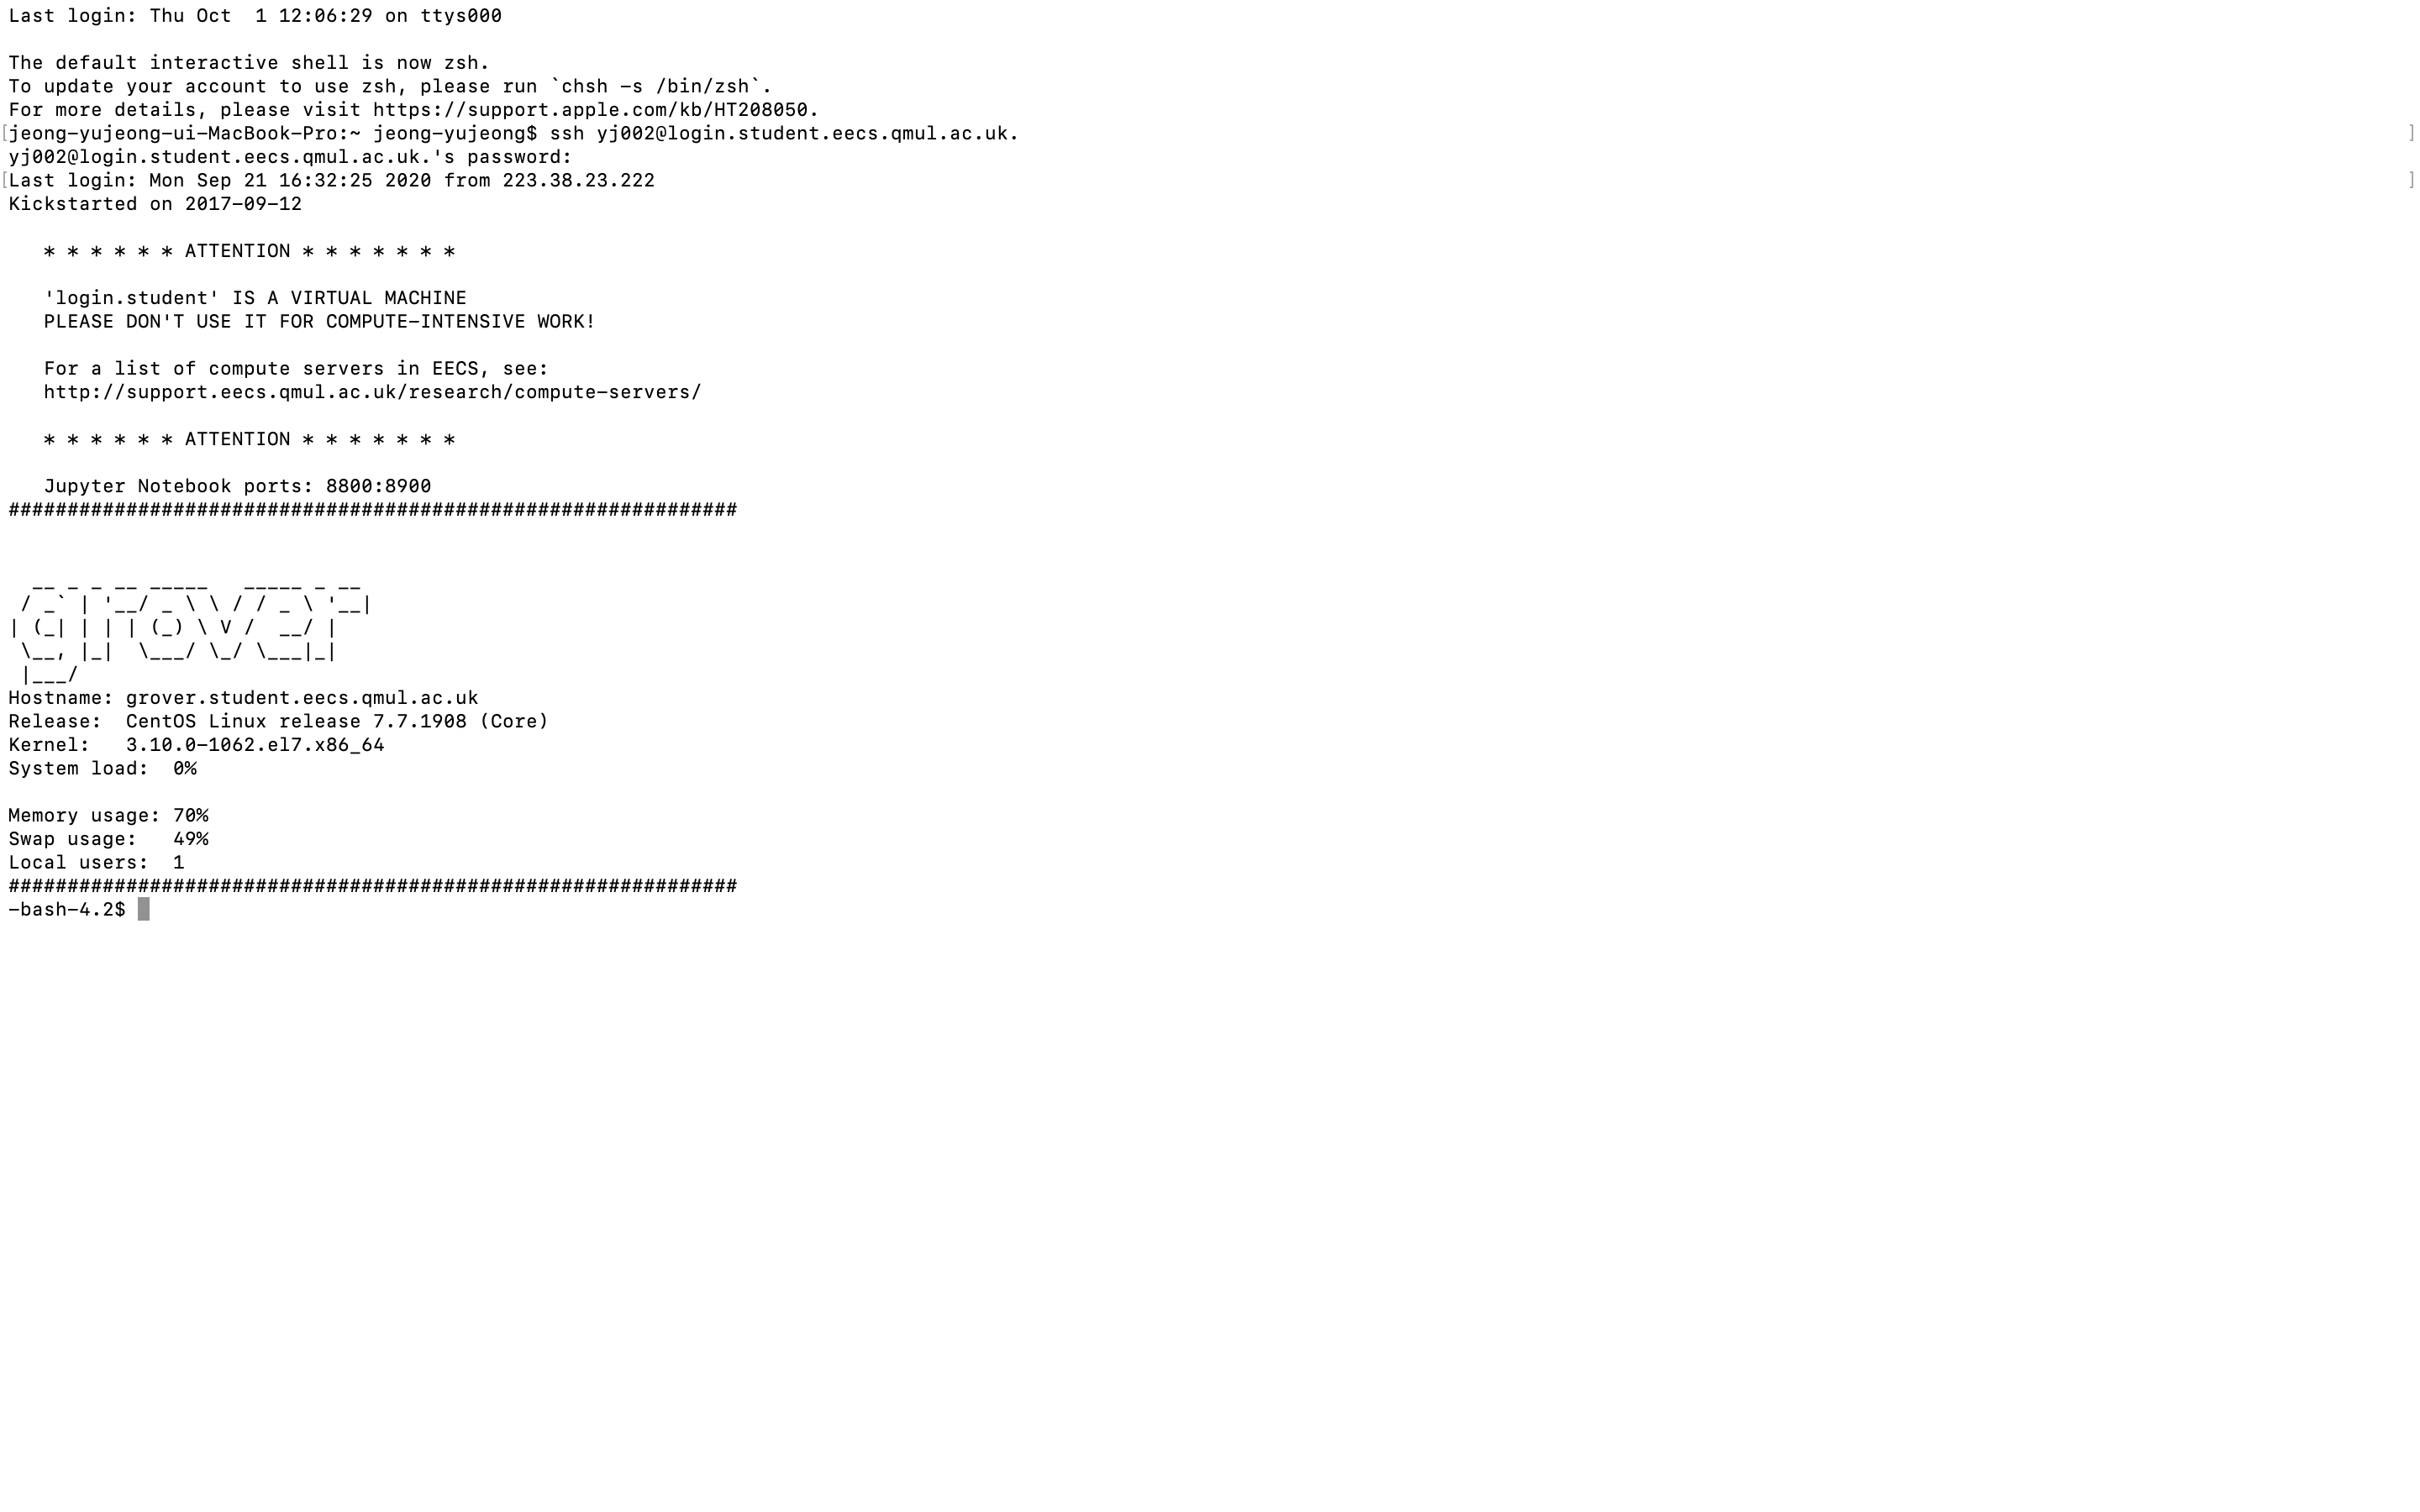 Last login: Thu Oct  1 12:06:29 on ttys000

The default interactive shell is now zsh.
To update your account to use zsh, please run `chsh -s /bin/zsh`.
For more details, please visit https://support.apple.com/kb/HT208050.
[jeong-yujeong-ui-MacBook-Pro:~ jeong-yujeong$ ssh yj002@login.student.eecs.qmul.ac.uk. ]
yj002@login.student.eecs.qmul.ac.uk.'s password:
[Last login: Mon Sep 21 16:32:25 2020 from 223.38.23.222 ]
Kickstarted on 2017-09-12

   * * * * * * ATTENTION * * * * * * *

   'login.student' IS A VIRTUAL MACHINE
   PLEASE DON'T USE IT FOR COMPUTE-INTENSIVE WORK!

   For a list of compute servers in EECS, see:
   http://support.eecs.qmul.ac.uk/research/compute-servers/

   * * * * * * ATTENTION * * * * * * *

   Jupyter Notebook ports: 8800:8900
##############################################################


  __ _ _ __ _____   _____ _ __
 / _` | '__/ _ \ \ / / _ \ '__|
| (_| | | | (_) \ V /  __/ |
 \__, |_|  \___/ \_/ \___|_|
 |___/
Hostname: grover.student.eecs.qmul.ac.uk
Release:  CentOS Linux release 7.7.1908 (Core)
Kernel:   3.10.0-1062.el7.x86_64
System load:  0%

Memory usage: 70%
Swap usage:   49%
Local users:  1
##############################################################
-bash-4.2$